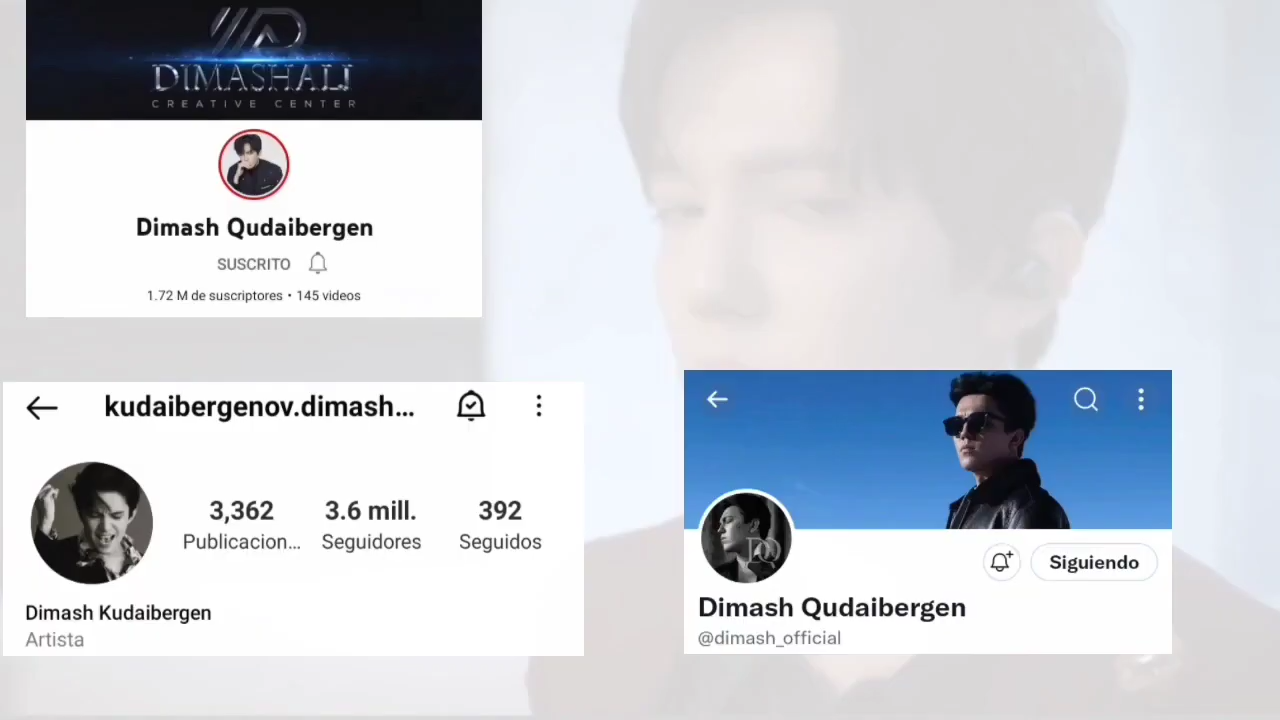 DIMASHALI
CREATIVE CENTER
Dimash Qudaibergen
SUSCRITO
1.72 M de suscriptores • 145 videos
kudaibergenov.dimash...
3,362 3.6 mill. 392
Publicacion... Seguidores Seguidos
Dimash Kudaibergen
Artista
DQ
Siguiendo
Dimash Qudaibergen
@dimash_official